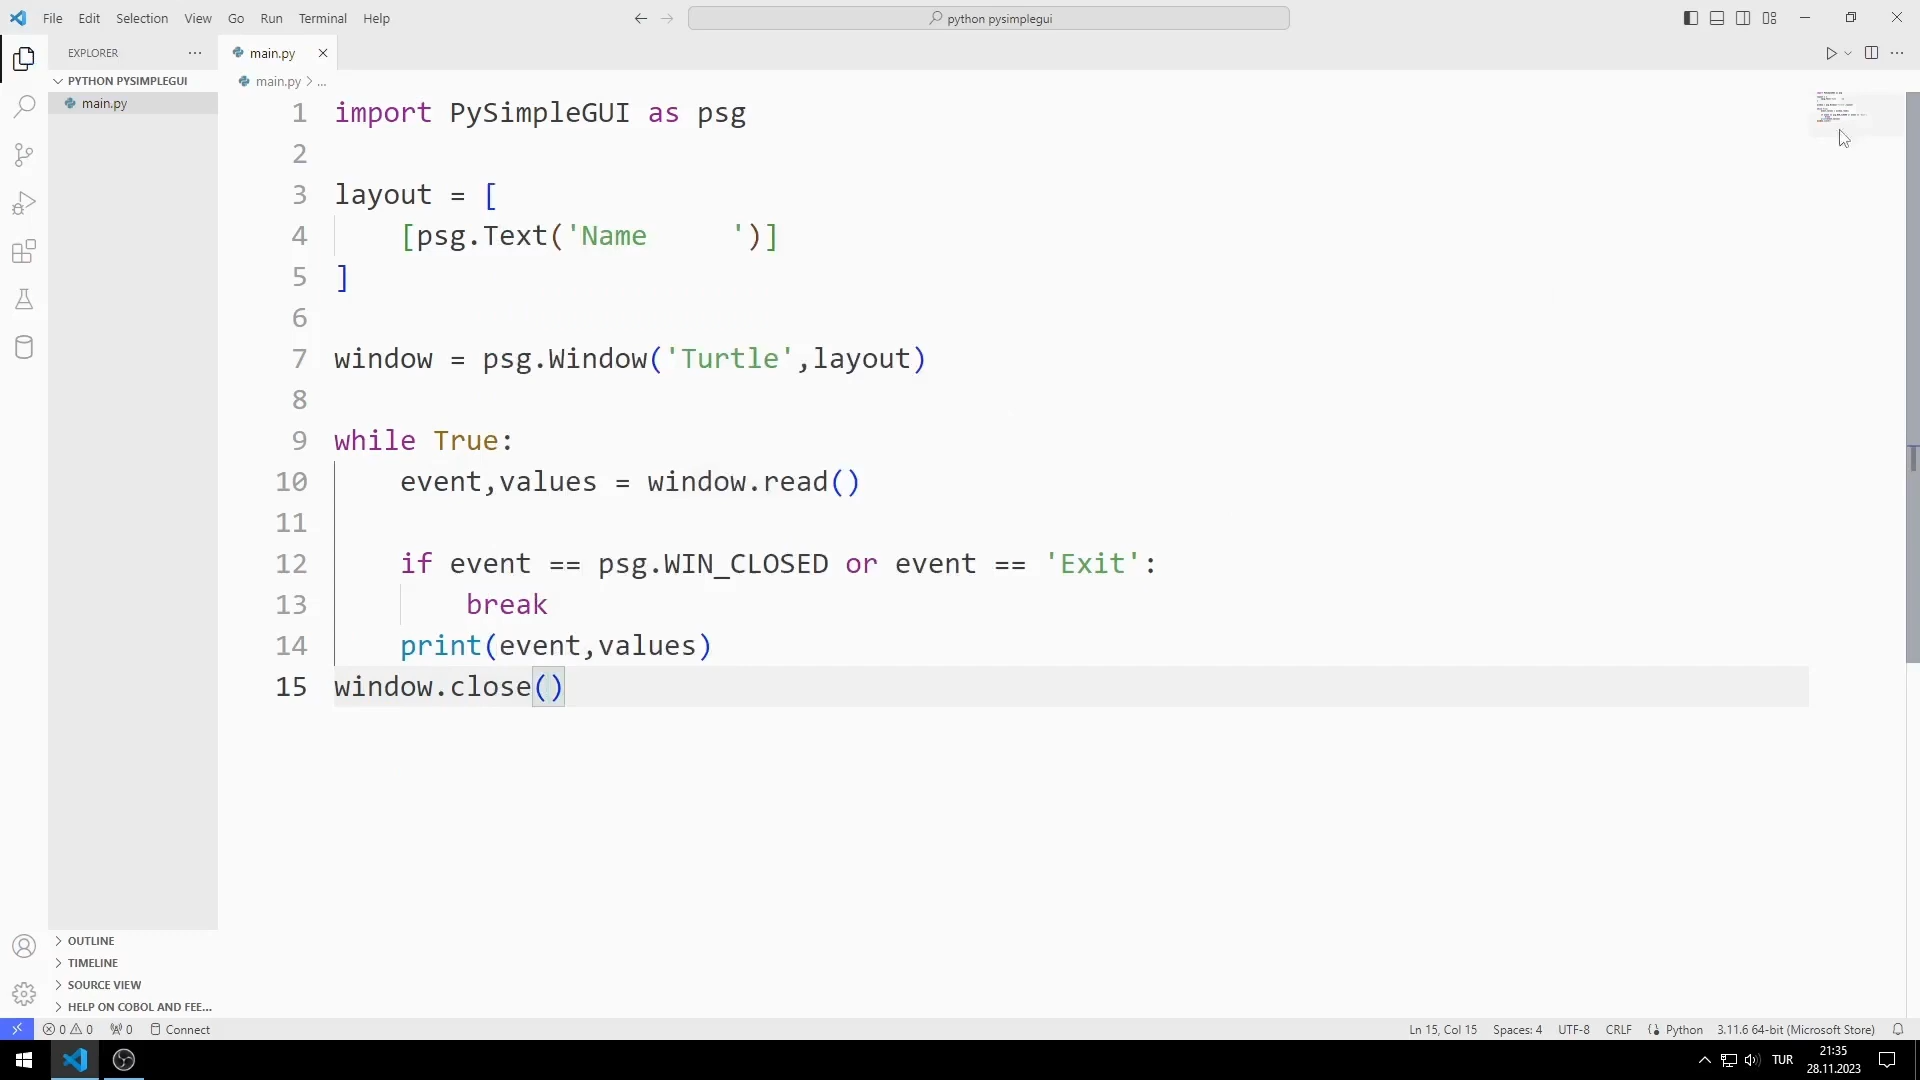 File Edit Selection View Go Run Terminal Help
python pysimplegui
EXPLORER
PYTHON PYSIMPLEGUI
main.py
main.py
main.py > ...
1 import PySimpleGUI as psg
2
3 layout = [
4     [psg.Text('Name     ')]
5 ]
6
7 window = psg.Window('Turtle',layout)
8
9 while True:
10     event,values = window.read()
11
12     if event == psg.WIN_CLOSED or event == 'Exit':
13         break
14     print(event,values)
15 window.close()
OUTLINE
TIMELINE
SOURCE VIEW
HELP ON COBOL AND FEE...
0 0 0 Connect
Ln 15, Col 15 Spaces: 4 UTF-8 CRLF Python 3.11.6 64-bit (Microsoft Store)
TUR
21:35
28.11.2023